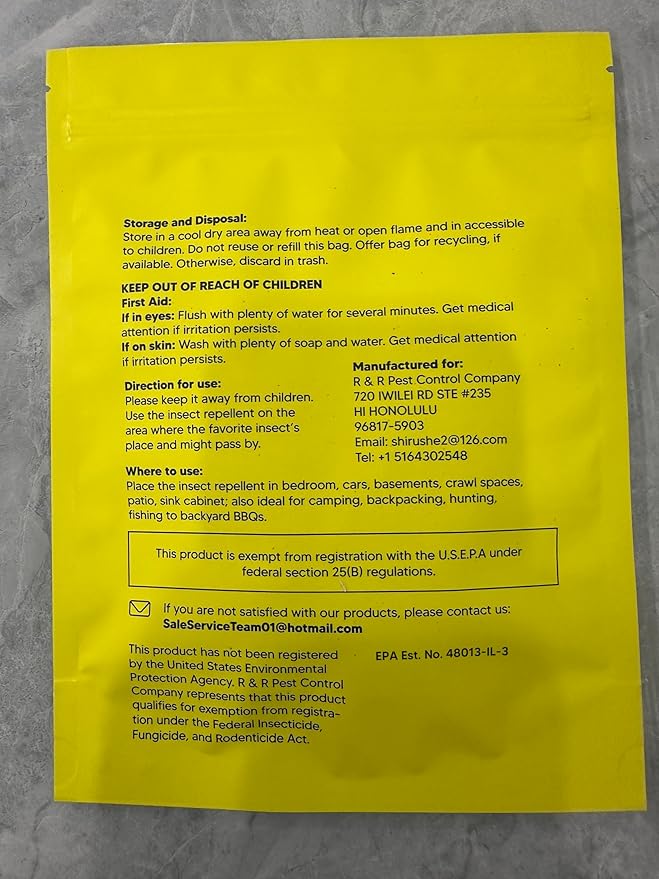 Storage and Disposal:
Store in a cool dry area away from heat or open flame and in accessible
to children. Do not reuse or refill this bag. Offer bag for recycling, if
available. Otherwise, discard in trash.
KEEP OUT OF REACH OF CHILDREN
First Aid:
If in eyes: Flush with plenty of water for several minutes. Get medical
attention if irritation persists.
If on skin: Wash with plenty of soap and water. Get medical attention
if irritation persists.
Direction for use:
Please keep it away from children.
Use the insect repellent on the
area where the favorite insect's
place and might pass by.
Manufactured for:
R & R Pest Control Company
720 IWILEI RD STE #235
HI HONOLULU
96817-5903
Email: shirushe2@126.com
Tel: +1 5164302548
Where to use:
Place the insect repellent in bedroom, cars, basements, crawl spaces,
patio, sink cabinet; also ideal for camping, backpacking, hunting,
fishing to backyard BBQs.
This product is exempt from registration with the U.S.E.P.A under
federal section 25(B) regulations.
If you are not satisfied with our products, please contact us:
SaleServiceTeam01@hotmail.com
This product has not been registered
by the United States Environmental
Protection Agency. R & R Pest Control
Company represents that this product
qualifies for exemption from registra-
tion under the Federal Insecticide,
Fungicide, and Rodenticide Act.
EPA Est. No. 48013-IL-3